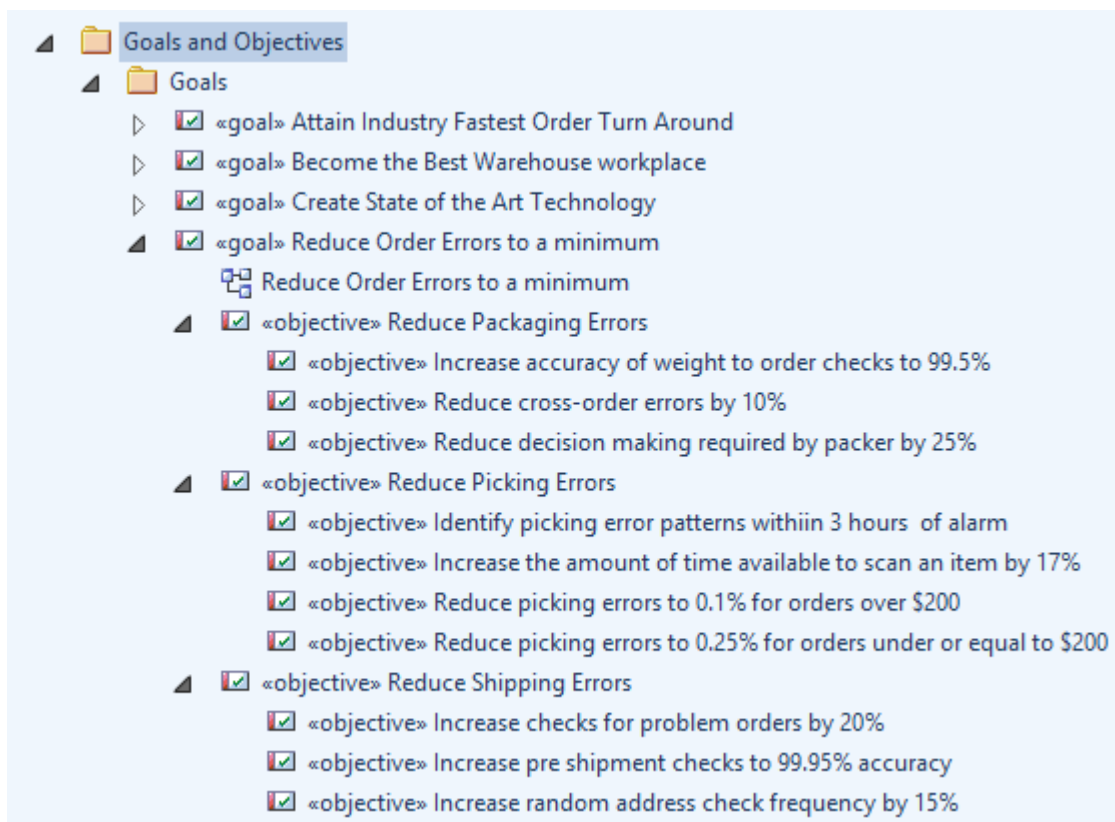 Goals and Objectives
Goals
«goal» Attain Industry Fastest Order Turn Around
«goal» Become the Best Warehouse workplace
«goal» Create State of the Art Technology
«goal» Reduce Order Errors to a minimum
Reduce Order Errors to a minimum
«objective» Reduce Packaging Errors
«objective» Increase accuracy of weight to order checks to 99.5%
«objective» Reduce cross-order errors by 10%
«objective» Reduce decision making required by packer by 25%
«objective» Reduce Picking Errors
«objective» Identify picking error patterns withiin 3 hours  of alarm
«objective» Increase the amount of time available to scan an item by 17%
«objective» Reduce picking errors to 0.1% for orders over $200
«objective» Reduce picking errors to 0.25% for orders under or equal to $200
«objective» Reduce Shipping Errors
«objective» Increase checks for problem orders by 20%
«objective» Increase pre shipment checks to 99.95% accuracy
«objective» Increase random address check frequency by 15%